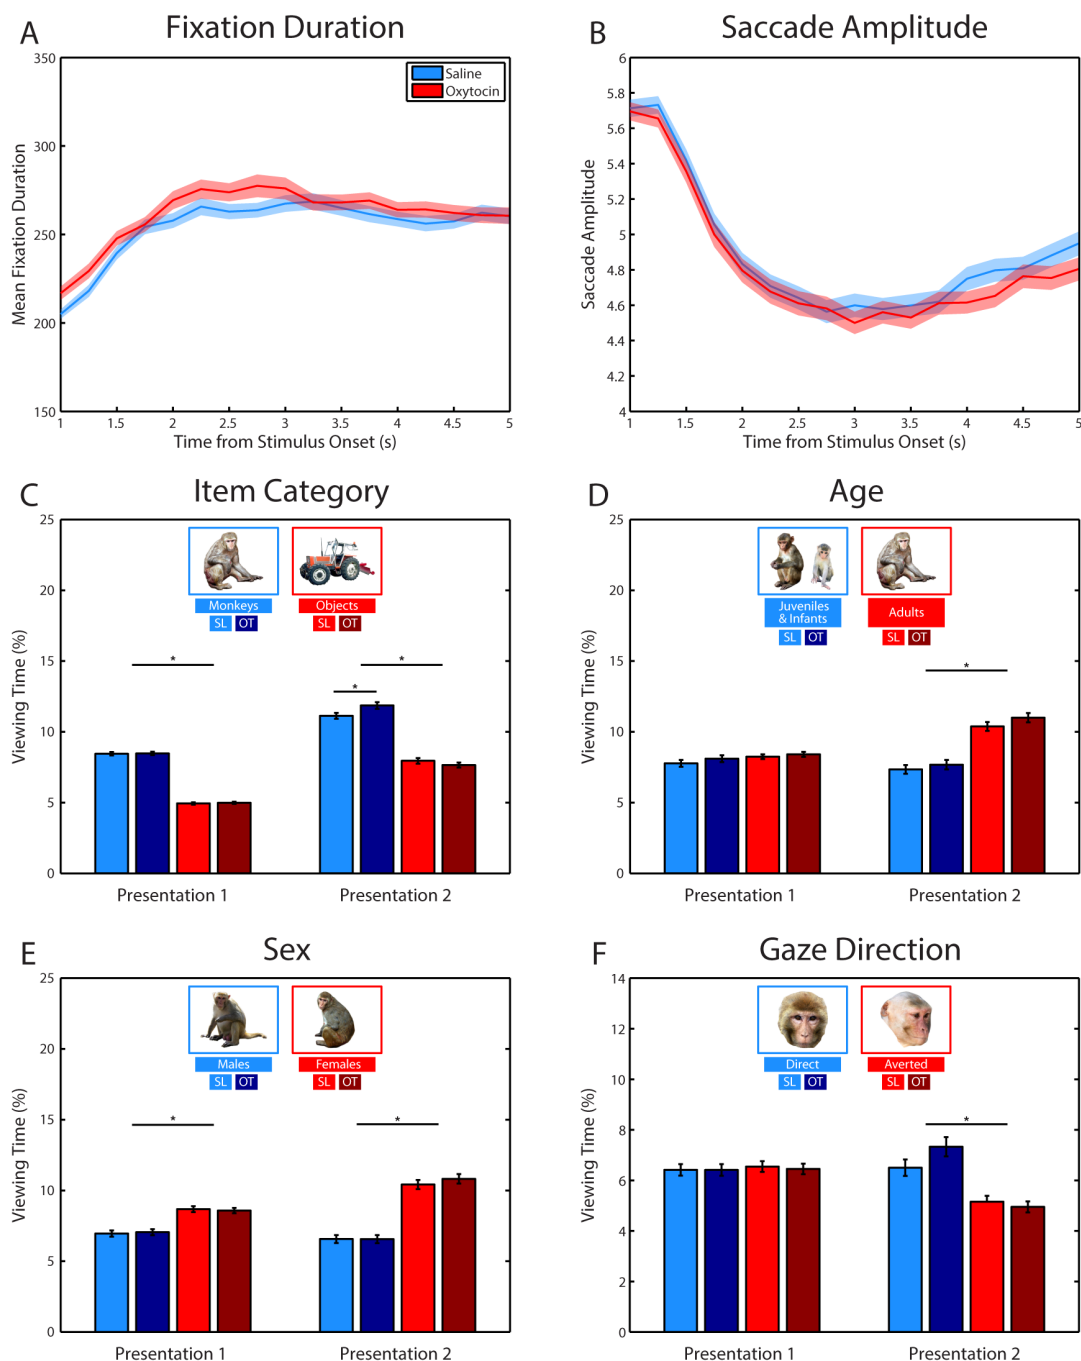 A Fixation Duration
350
300
250
200
150
Mean Fixation Duration
Saline
Oxytocin
1 1.5 2 2.5 3 3.5 4 4.5 5
Time from Stimulus Onset (s)
B Saccade Amplitude
6
5.8
5.6
5.4
5.2
5
4.8
4.6
4.4
4.2
4
Saccade Amplitude
1 1.5 2 2.5 3 3.5 4 4.5 5
Time from Stimulus Onset (s)
C Item Category
25
20
15
10
5
0
Viewing Time (%)
Monkeys Objects
SL OT SL OT
* * *
Presentation 1 Presentation 2
D Age
25
20
15
10
5
0
Viewing Time (%)
Juveniles
& Infants
Adults
SL OT SL OT
*
Presentation 1 Presentation 2
E Sex
25
20
15
10
5
0
Viewing Time (%)
Males Females
SL OT SL OT
* *
Presentation 1 Presentation 2
F Gaze Direction
14
12
10
8
6
4
2
0
Viewing Time (%)
Direct Averted
SL OT SL OT
*
Presentation 1 Presentation 2